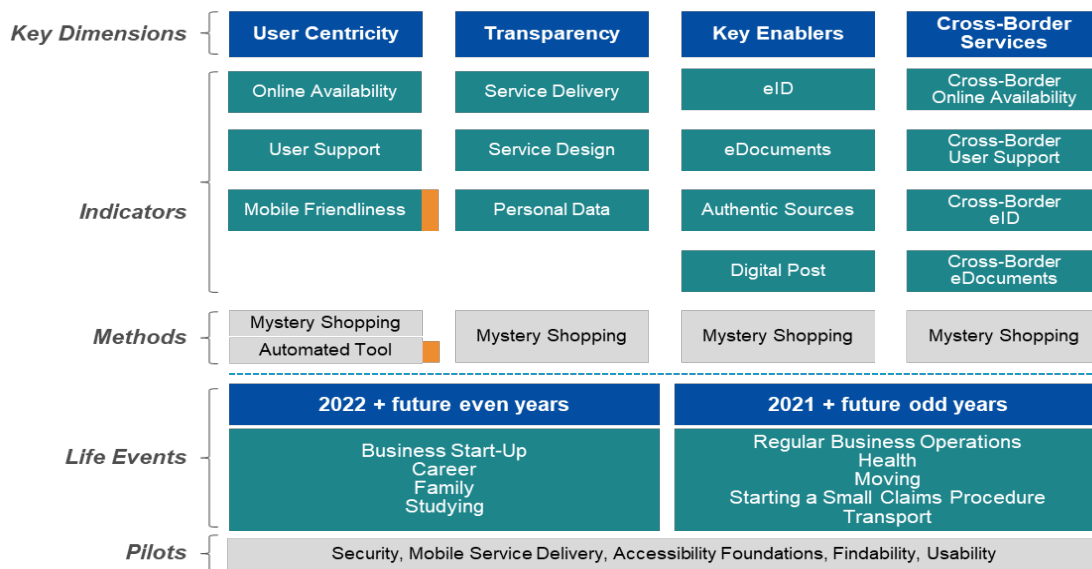 Key Dimensions
User Centricity
Transparency
Key Enablers
Cross-Border
Services
Indicators
Online Availability
Service Delivery
eID
Cross-Border
Online Availability
User Support
Service Design
eDocuments
Cross-Border
User Support
Mobile Friendliness
Personal Data
Authentic Sources
Cross-Border
eID
Digital Post
Cross-Border
eDocuments
Methods
Mystery Shopping
Automated Tool
Mystery Shopping
Mystery Shopping
Mystery Shopping
Life Events
2022 + future even years
2021 + future odd years
Business Start-Up
Career
Family
Studying
Regular Business Operations
Health
Moving
Starting a Small Claims Procedure
Transport
Pilots
Security, Mobile Service Delivery, Accessibility Foundations, Findability, Usability